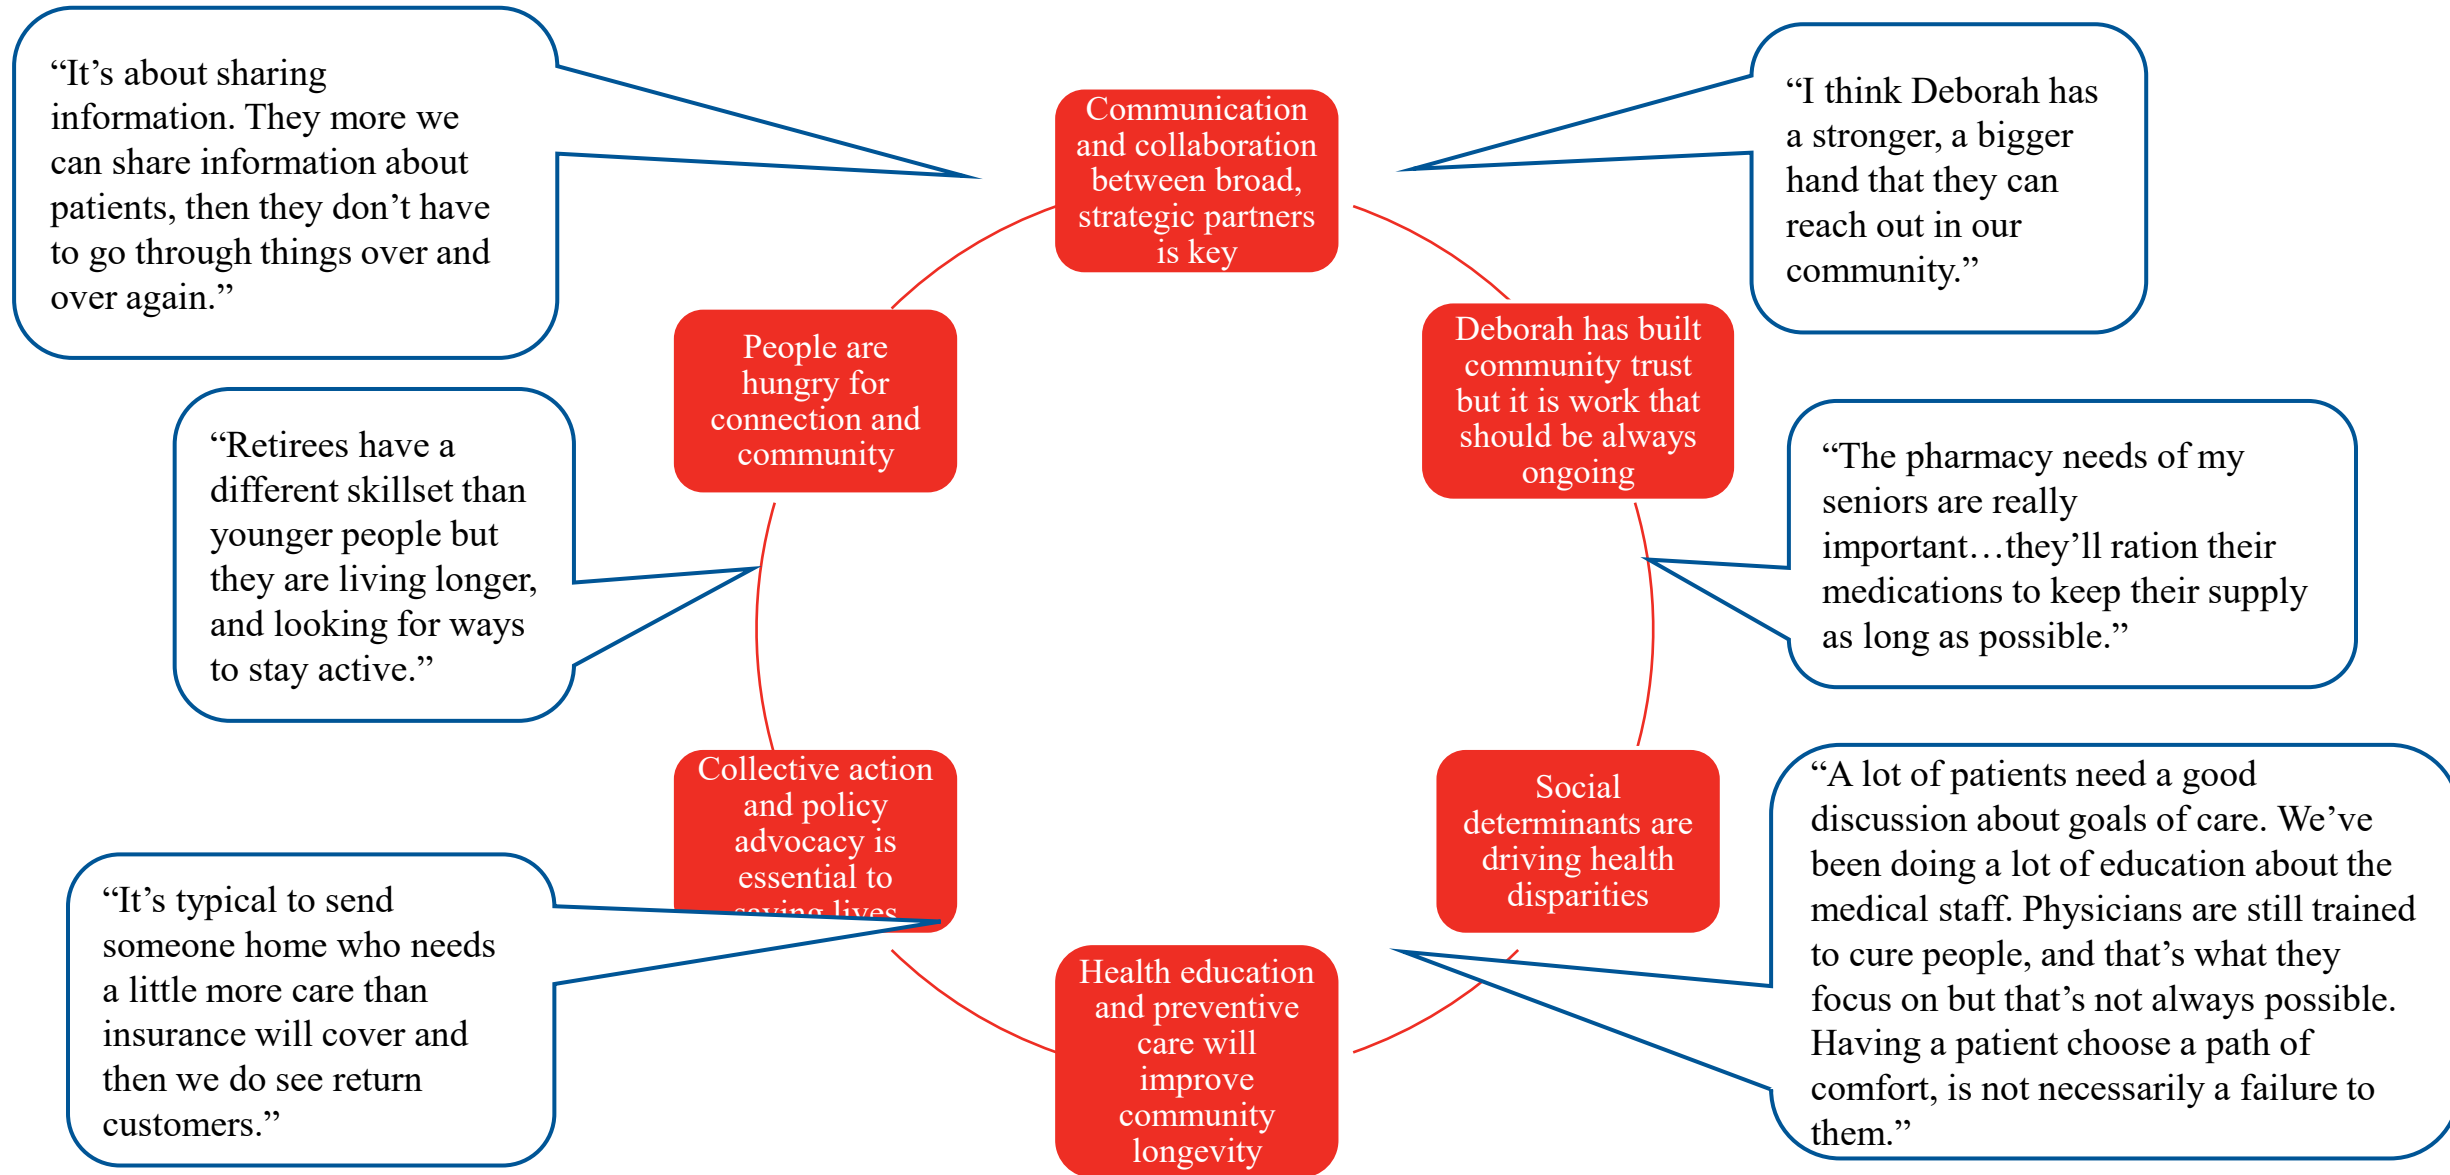 “It’s about sharing
information. They more we
can share information about
patients, then they don’t have
to go through things over and
over again.”
Communication
and collaboration
between broad,
strategic partners
is key
“I think Deborah has
a stronger, a bigger
hand that they can
reach out in our
community.”
People are
hungry for
connection and
community
Deborah has built
community trust
but it is work that
should be always
ongoing
“Retirees have a
different skillset than
younger people but
they are living longer,
and looking for ways
to stay active.”
“The pharmacy needs of my
seniors are really
important…they’ll ration their
medications to keep their supply
as long as possible.”
Collective action
and policy
advocacy is
essential to
saving lives
Social
determinants are
driving health
disparities
“It’s typical to send
someone home who needs
a little more care than
insurance will cover and
then we do see return
customers.”
Health education
and preventive
care will
improve
community
longevity
“A lot of patients need a good
discussion about goals of care. We’ve
been doing a lot of education about the
medical staff. Physicians are still trained
to cure people, and that’s what they
focus on but that’s not always possible.
Having a patient choose a path of
comfort, is not necessarily a failure to
them.”